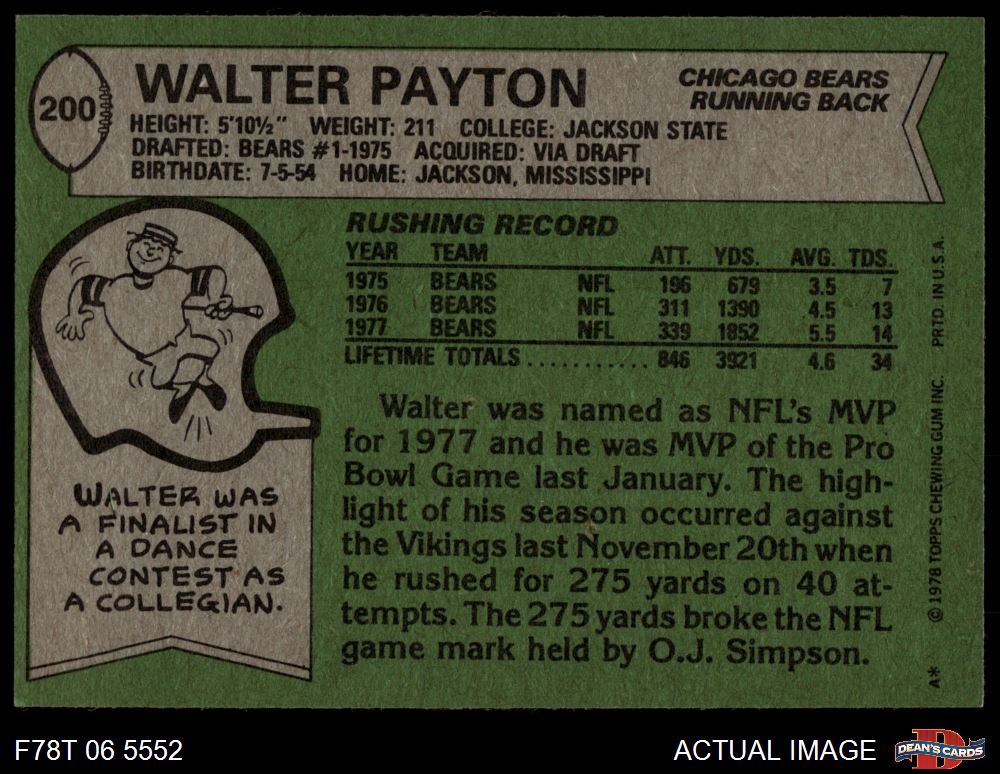 200
WALTER PAYTON
CHICAGO BEARS
RUNNING BACK
HEIGHT: 5'10½" WEIGHT: 211 COLLEGE: JACKSON STATE
DRAFTED: BEARS #1-1975 ACQUIRED: VIA DRAFT
BIRTHDATE: 7-5-54 HOME: JACKSON, MISSISSIPPI
RUSHING RECORD
YEAR TEAM ATT. YDS. AVG. TDS.
1975 BEARS NFL 196 679 3.5 7
1976 BEARS NFL 311 1390 4.5 13
1977 BEARS NFL 339 1852 5.5 14
LIFETIME TOTALS ........... 846 3921 4.6 34
Walter was named as NFL's MVP
for 1977 and he was MVP of the Pro
Bowl Game last January. The high-
light of his season occurred against
the Vikings last November 20th when
he rushed for 275 yards on 40 at-
tempts. The 275 yards broke the NFL
game mark held by O.J. Simpson.
WALTER WAS
A FINALIST IN
A DANCE
CONTEST AS
A COLLEGIAN.
A* ©1978 TOPPS CHEWING GUM INC. PRTD. IN U.S.A.
F78T 06 5552
ACTUAL IMAGE
D
DEAN'S CARDS